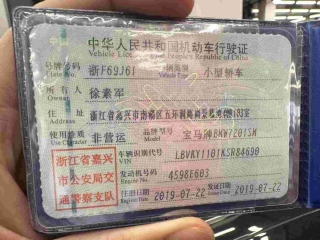 中华人民共和国机动车行驶证
Vehicle License of the People's Republic of China
号牌号码 浙F69J61 车辆类型 小型轿车
Plate No. Vehicle Type
所有人 徐素军
Owner
住址 浙江省嘉兴市南湖区
Address
使用性质 非营运 品牌型号 宝马牌BMW7201SM
Use Character Model
浙江省嘉
兴市公安局交
通警察支队
车辆识别代号 LBVKY1101KSR84690
VIN
发动机号码 4598E603
Engine No.
注册日期 2019-07-22 发证日期 2019-07-22
Register Date Issue Date